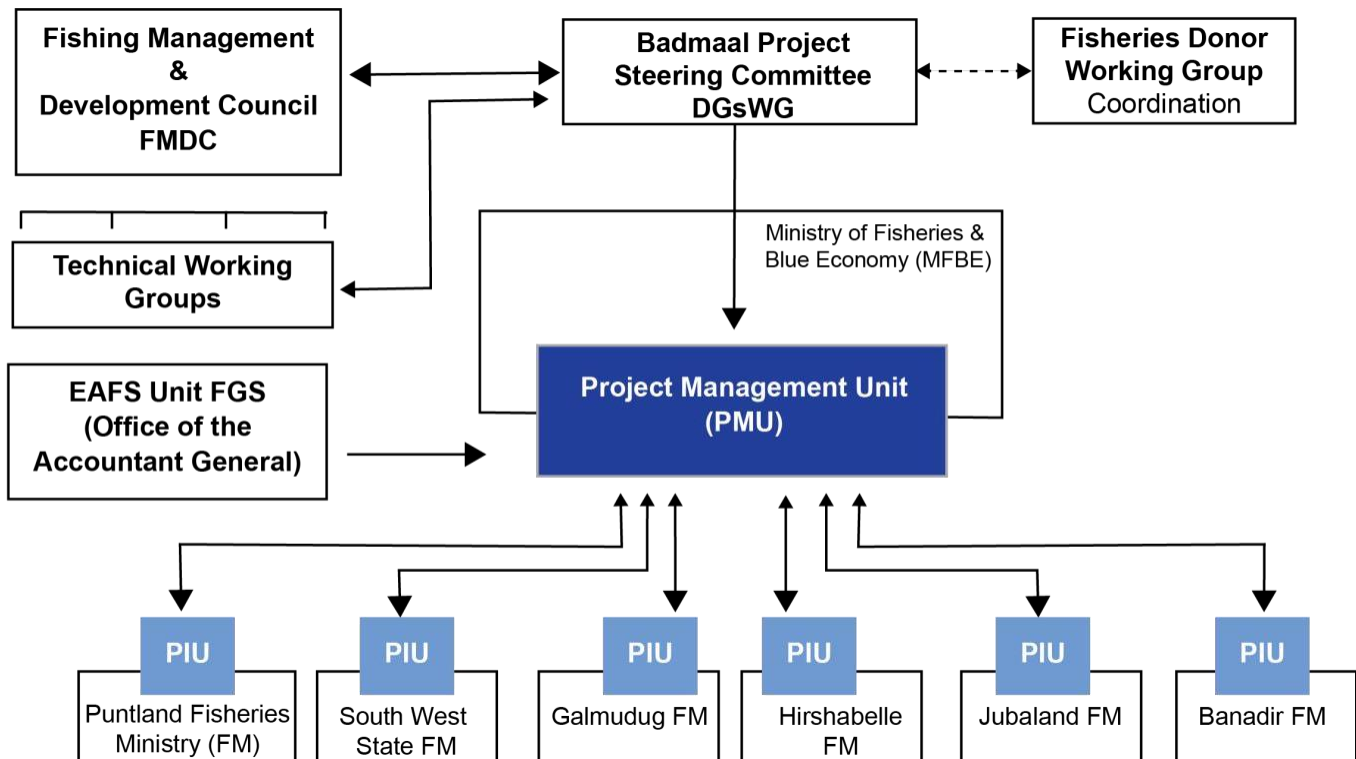 Fishing Management
&
Development Council
FMDC
Badmaal Project
Steering Committee
DGsWG
Fisheries Donor
Working Group
Coordination
Technical Working
Groups
Ministry of Fisheries &
Blue Economy (MFBE)
EAFS Unit FGS
(Office of the
Accountant General)
Project Management Unit
(PMU)
PIU
Puntland Fisheries
Ministry (FM)
PIU
South West
State FM
PIU
Galmudug FM
PIU
Hirshabelle
FM
PIU
Jubaland FM
PIU
Banadir FM